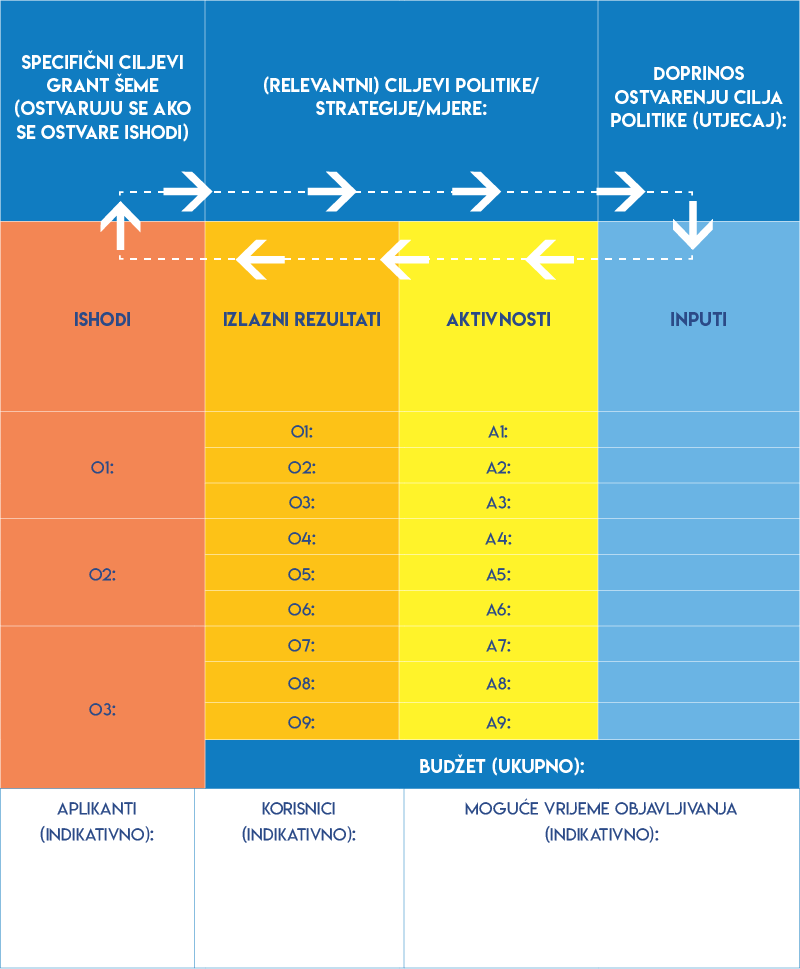 SPECIFIČNI CILJEVI
GRANT ŠEME
(OSTVARUJU SE AKO
SE OSTVARE ISHODI)
(RELEVANTNI) CILJEVI POLITIKE/
STRATEGIJE/MJERE:
DOPRINOS
OSTVARENJU CILJA
POLITIKE (UTJECAJ):
ISHODI
IZLAZNI REZULTATI
AKTIVNOSTI
INPUTI
O1:
O2:
O3:
O1:
O2:
O3:
O4:
O5:
O6:
O7:
O8:
O9:
A1:
A2:
A3:
A4:
A5:
A6:
A7:
A8:
A9:
BUDŽET (UKUPNO):
APLIKANTI
(INDIKATIVNO):
KORISNICI
(INDIKATIVNO):
MOGUĆE VRIJEME OBJAVLJIVANJA
(INDIKATIVNO):